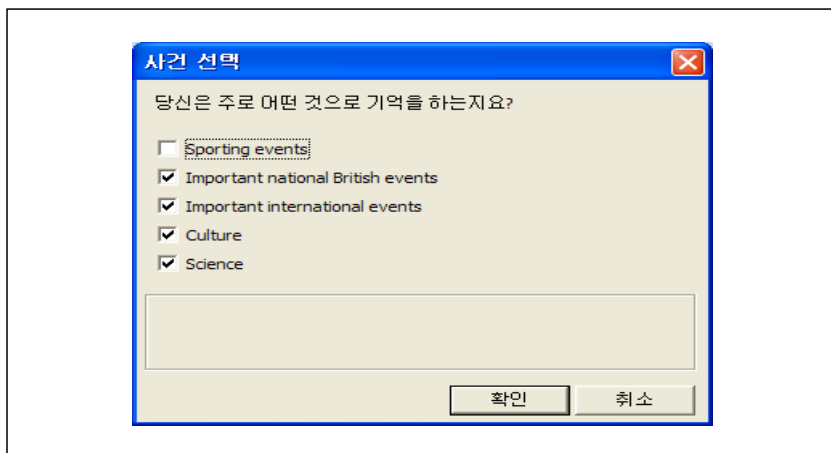 사건 선택
당신은 주로 어떤 것으로 기억을 하는지요?
Sporting events
Important national British events
Important international events
Culture
Science
확인
취소